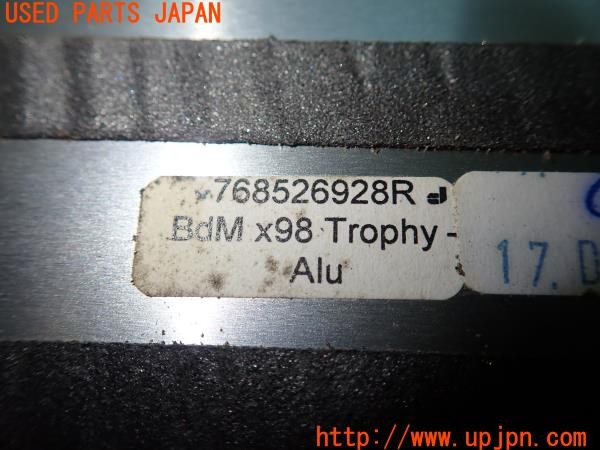 USED PARTS JAPAN
768526928R
BdM x98 Trophy -
Alu
17. D
http://www.upjpn.com